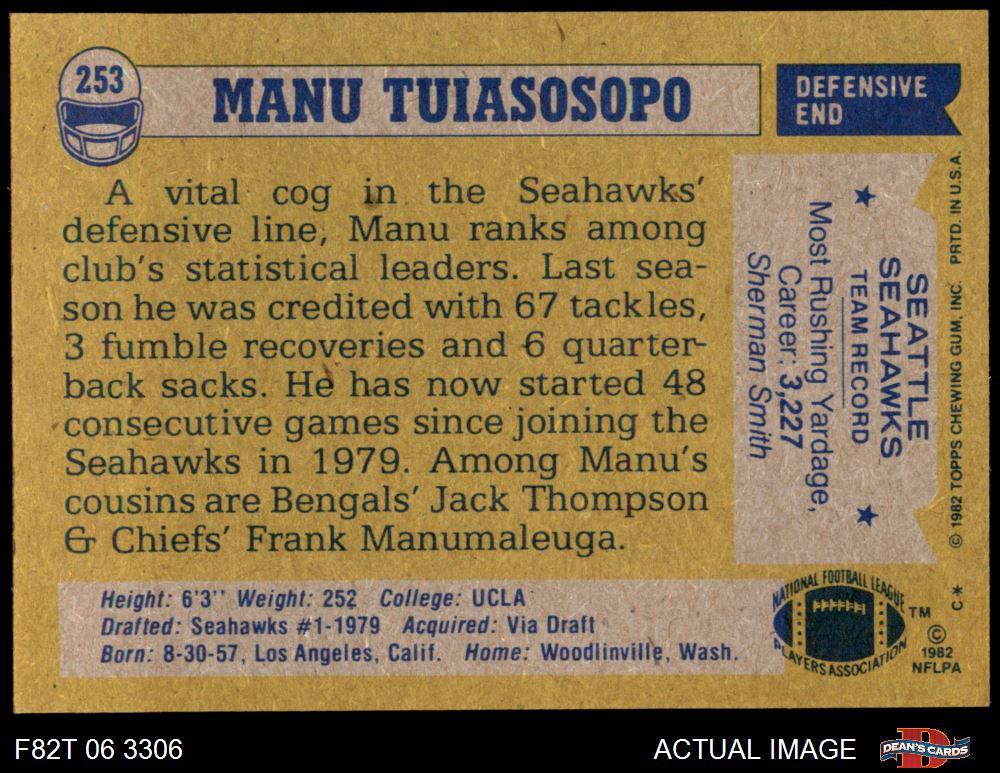 253
MANU TUIASOSOPO
DEFENSIVE
END
A vital cog in the Seahawks'
defensive line, Manu ranks among
club's statistical leaders. Last sea-
son he was credited with 67 tackles,
3 fumble recoveries and 6 quarter-
back sacks. He has now started 48
consecutive games since joining the
Seahawks in 1979. Among Manu's
cousins are Bengals' Jack Thompson
& Chiefs' Frank Manumaleuga.
SEATTLE
SEAHAWKS
TEAM RECORD
Most Rushing Yardage,
Career: 3,227
Sherman Smith
© 1982 TOPPS CHEWING GUM, INC. PRTD. IN U.S.A.
Height: 6'3" Weight: 252 College: UCLA
Drafted: Seahawks #1-1979 Acquired: Via Draft
Born: 8-30-57, Los Angeles, Calif. Home: Woodlinville, Wash.
NATIONAL FOOTBALL LEAGUE
PLAYERS ASSOCIATION
TM
C*
©
1982
NFLPA
F82T 06 3306
ACTUAL IMAGE
DEAN'S CARDS